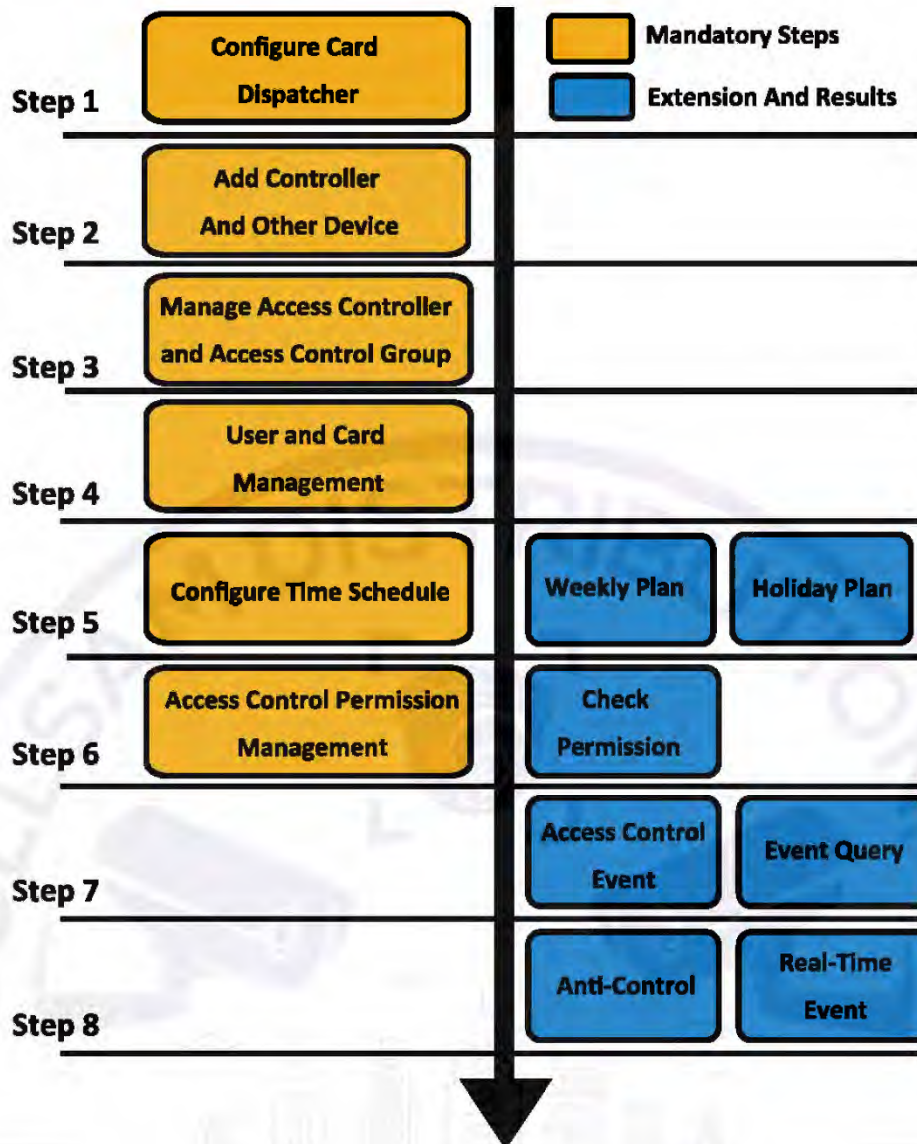 Configure Card
Dispatcher
Step 1
Mandatory Steps
Extension And Results
Add Controller
And Other Device
Step 2
Manage Access Controller
and Access Control Group
Step 3
User and Card
Management
Step 4
Configure Time Schedule
Weekly Plan
Holiday Plan
Step 5
Access Control Permission
Management
Check
Permission
Step 6
Access Control
Event
Event Query
Step 7
Anti-Control
Real-Time
Event
Step 8